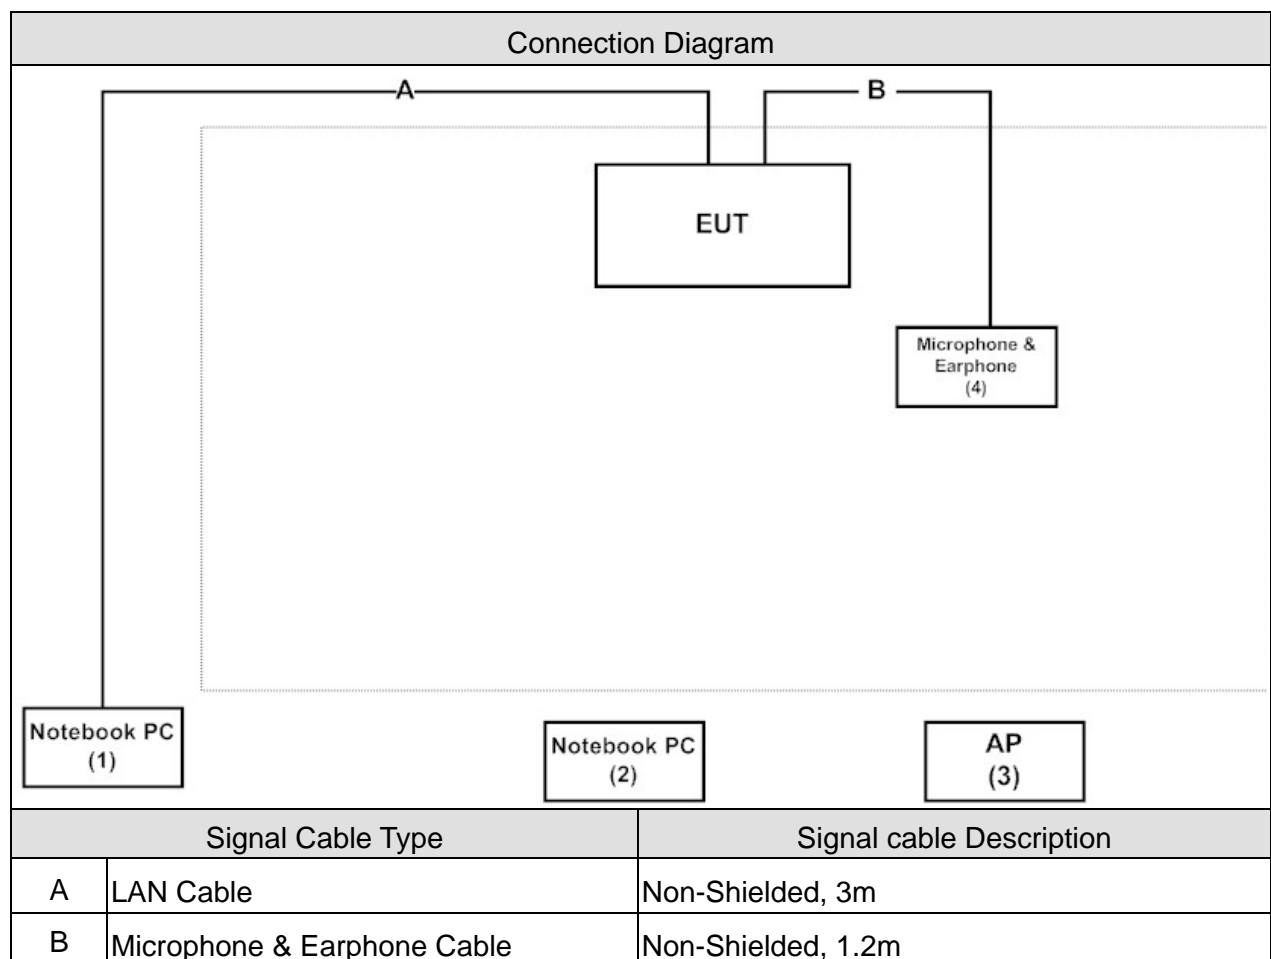 Connection Diagram
A
B
EUT
Microphone &
Earphone
(4)
Notebook PC
(1)
Notebook PC
(2)
AP
(3)
Signal Cable Type
Signal cable Description
A
LAN Cable
Non-Shielded, 3m
B
Microphone & Earphone Cable
Non-Shielded, 1.2m